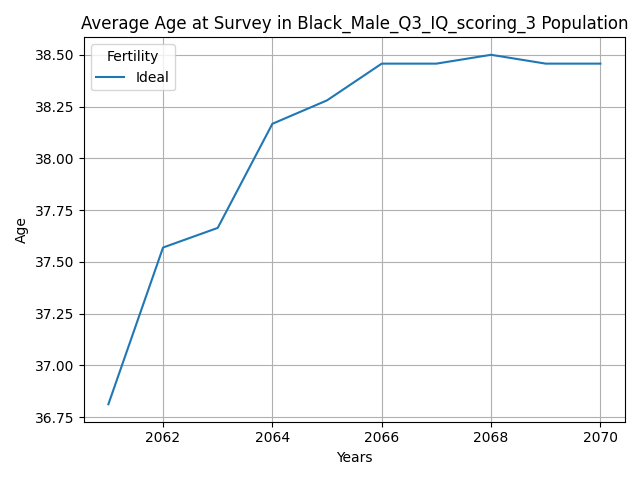 Average Age at Survey in Black_Male_Q3_IQ_scoring_3 Population
Fertility
Ideal
38.50
38.25
38.00
37.75
37.50
37.25
37.00
36.75
Age
2062 2064 2066 2068 2070
Years